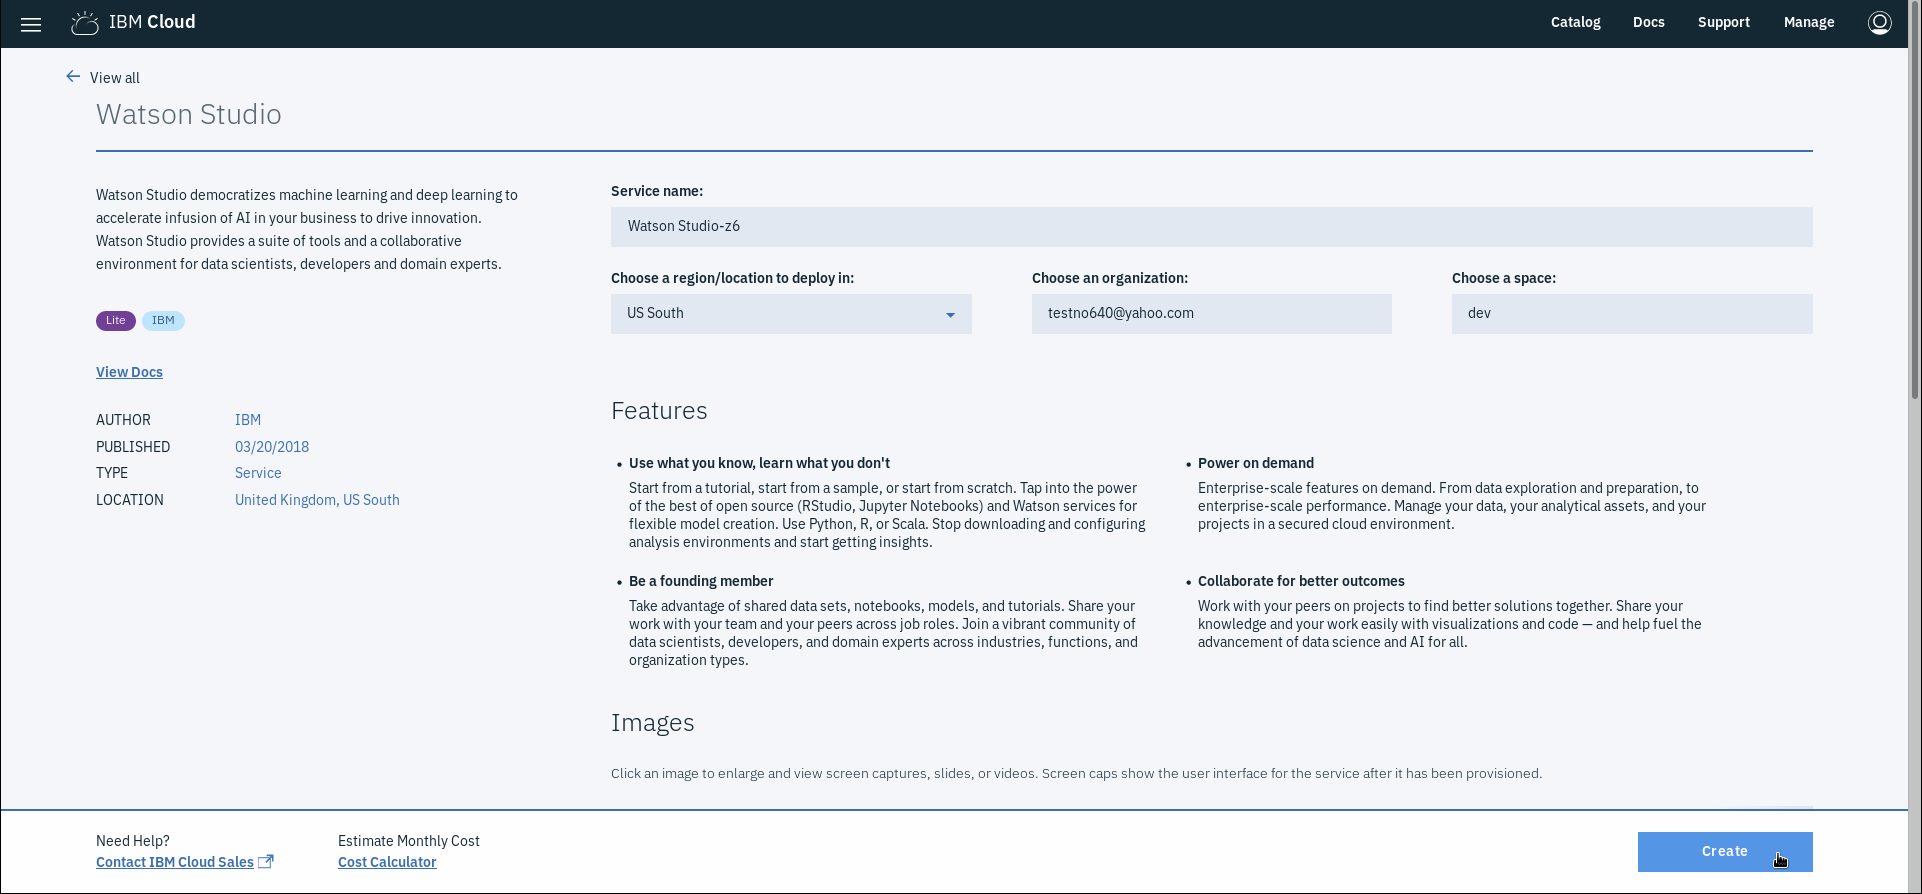 IBM Cloud
Catalog Docs Support Manage
View all
Watson Studio
Watson Studio democratizes machine learning and deep learning to
accelerate infusion of AI in your business to drive innovation.
Watson Studio provides a suite of tools and a collaborative
environment for data scientists, developers and domain experts.
Lite IBM
View Docs
AUTHOR IBM
PUBLISHED 03/20/2018
TYPE Service
LOCATION United Kingdom, US South
Service name:
Watson Studio-z6
Choose a region/location to deploy in:
US South
Choose an organization:
testno640@yahoo.com
Choose a space:
dev
Features
• Use what you know, learn what you don't
Start from a tutorial, start from a sample, or start from scratch. Tap into the power
of the best of open source (RStudio, Jupyter Notebooks) and Watson services for
flexible model creation. Use Python, R, or Scala. Stop downloading and configuring
analysis environments and start getting insights.
• Power on demand
Enterprise-scale features on demand. From data exploration and preparation, to
enterprise-scale performance. Manage your data, your analytical assets, and your
projects in a secured cloud environment.
• Be a founding member
Take advantage of shared data sets, notebooks, models, and tutorials. Share your
work with your team and your peers across job roles. Join a vibrant community of
data scientists, developers, and domain experts across industries, functions, and
organization types.
• Collaborate for better outcomes
Work with your peers on projects to find better solutions together. Share your
knowledge and your work easily with visualizations and code — and help fuel the
advancement of data science and AI for all.
Images
Click an image to enlarge and view screen captures, slides, or videos. Screen caps show the user interface for the service after it has been provisioned.
Need Help?
Contact IBM Cloud Sales
Estimate Monthly Cost
Cost Calculator
Create